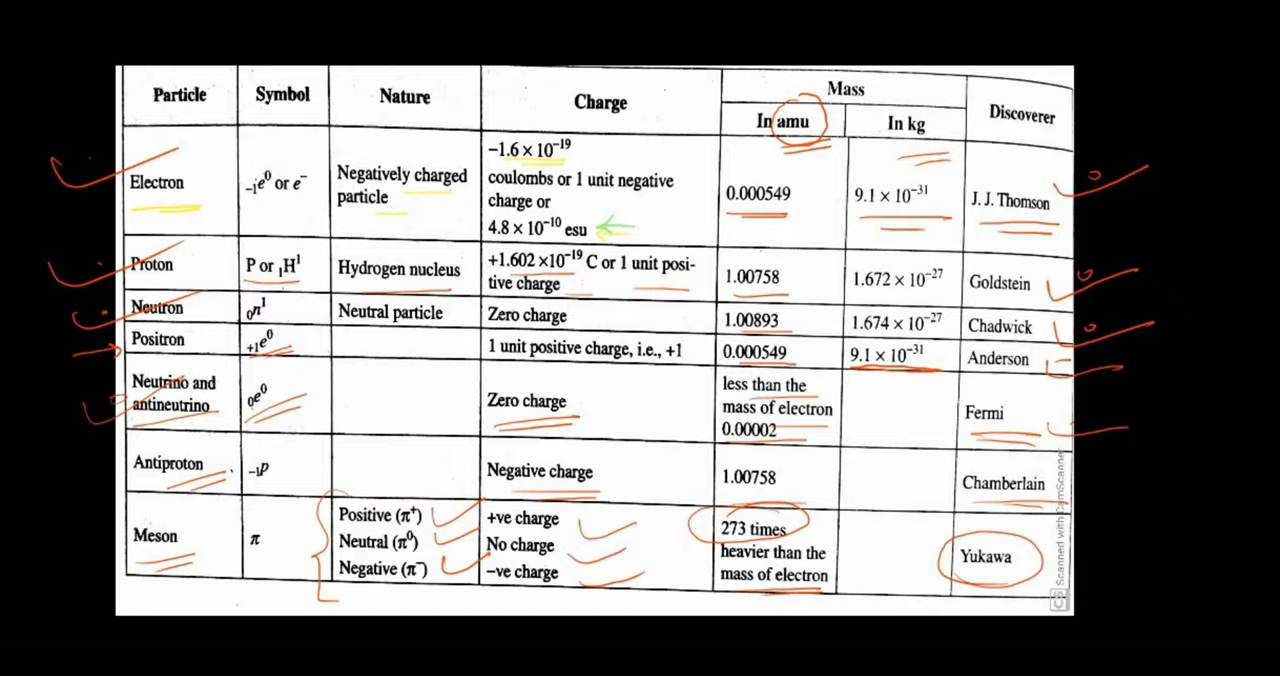 Particle
Symbol
Nature
Charge
Mass
In amu
In kg
Discoverer
Electron
₋₁e⁰ or e⁻
Negatively charged
particle
−1.6 × 10⁻¹⁹
coulombs or 1 unit negative
charge or
4.8 × 10⁻¹⁰ esu
0.000549
9.1 × 10⁻³¹
J. J. Thomson
Proton
P or ₁H¹
Hydrogen nucleus
+1.602 ×10⁻¹⁹ C or 1 unit posi-
tive charge
1.00758
1.672 × 10⁻²⁷
Goldstein
Neutron
₀n¹
Neutral particle
Zero charge
1.00893
1.674 × 10⁻²⁷
Chadwick
Positron
₊₁e⁰
1 unit positive charge, i.e., +1
0.000549
9.1 × 10⁻³¹
Anderson
Neutrino and
antineutrino
₀e⁰
Zero charge
less than the
mass of electron
0.00002
Fermi
Antiproton
₋₁p
Negative charge
1.00758
Chamberlain
Meson
π
Positive (π⁺)
Neutral (π⁰)
Negative (π⁻)
+ve charge
No charge
−ve charge
273 times
heavier than the
mass of electron
Yukawa
CS Scanned with CamScanner